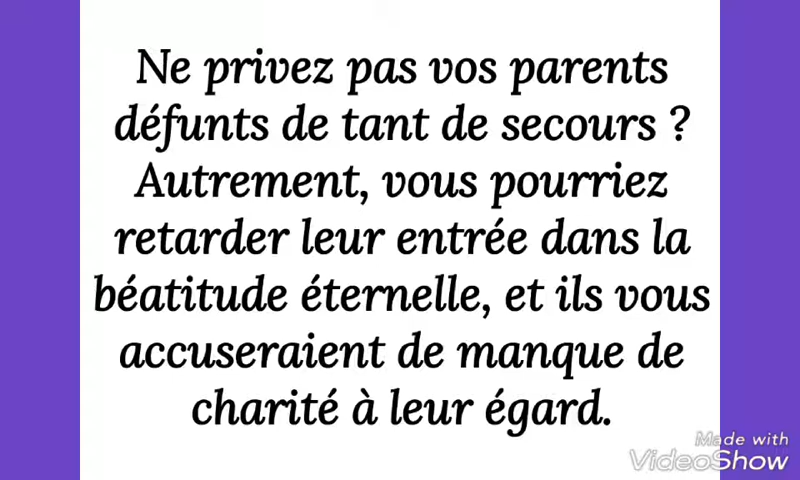 Ne privez pas vos parents
défunts de tant de secours ?
Autrement, vous pourriez
retarder leur entrée dans la
béatitude éternelle, et ils vous
accuseraient de manque de
charité à leur égard.
Made with
VideoShow